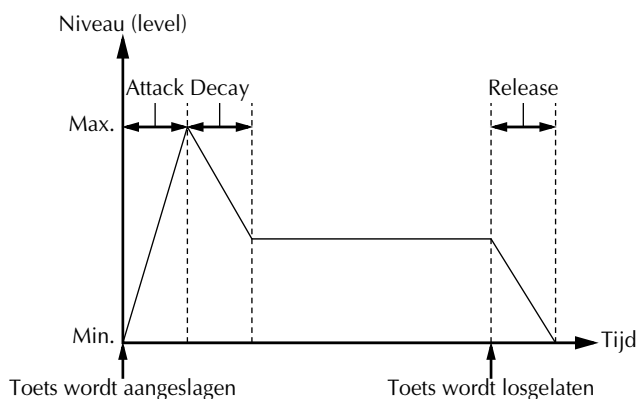 Niveau (level)
Attack Decay
Release
Max.
Min.
Tijd
Toets wordt aangeslagen
Toets wordt losgelaten